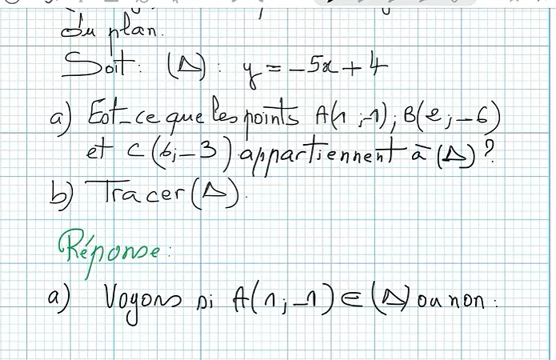 du plan.
Soit : (Δ) : y = -5x + 4
a) Est-ce que les points A(1 ; -1) ; B(2 ; -6)
et C(6 ; -3) appartiennent à (Δ) ?
b) Tracer (Δ).
Réponse :
a) Voyons si A(1 ; -1) ∈ (Δ) ou non :